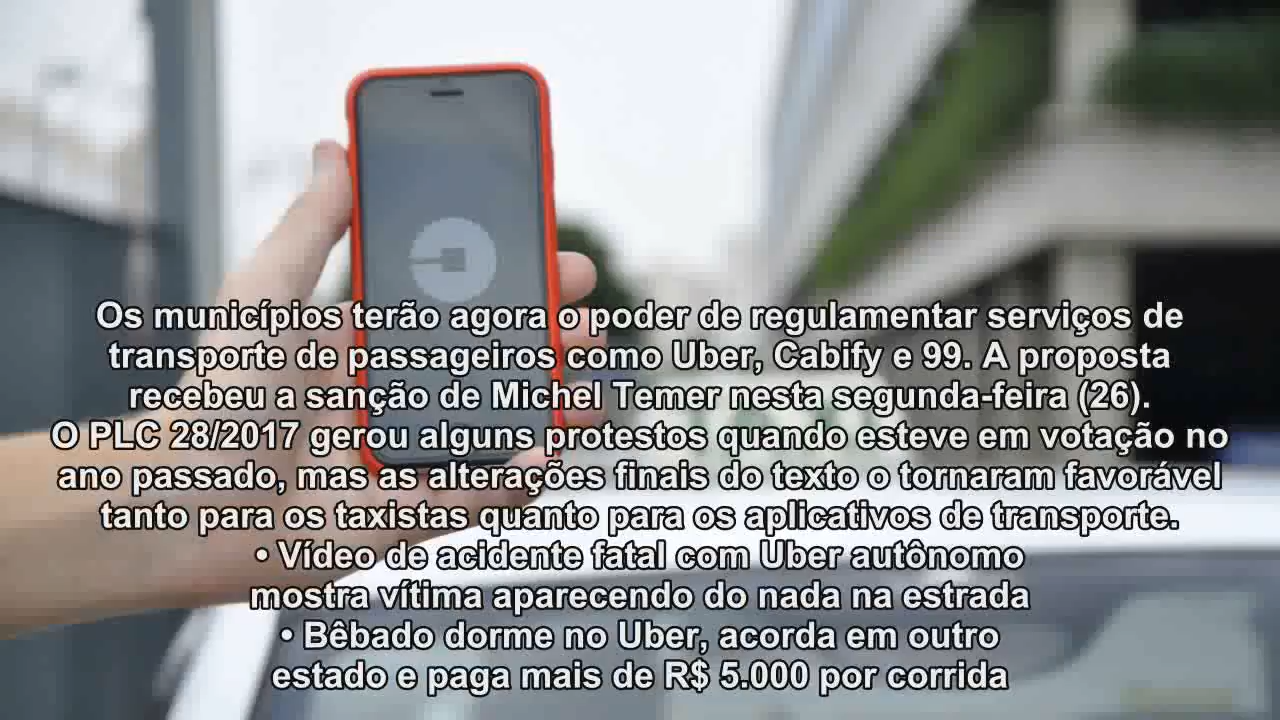 Os municípios terão agora o poder de regulamentar serviços de
transporte de passageiros como Uber, Cabify e 99. A proposta
recebeu a sanção de Michel Temer nesta segunda-feira (26).
O PLC 28/2017 gerou alguns protestos quando esteve em votação no
ano passado, mas as alterações finais do texto o tornaram favorável
tanto para os taxistas quanto para os aplicativos de transporte.
• Vídeo de acidente fatal com Uber autônomo
mostra vítima aparecendo do nada na estrada
• Bêbado dorme no Uber, acorda em outro
estado e paga mais de R$ 5.000 por corrida